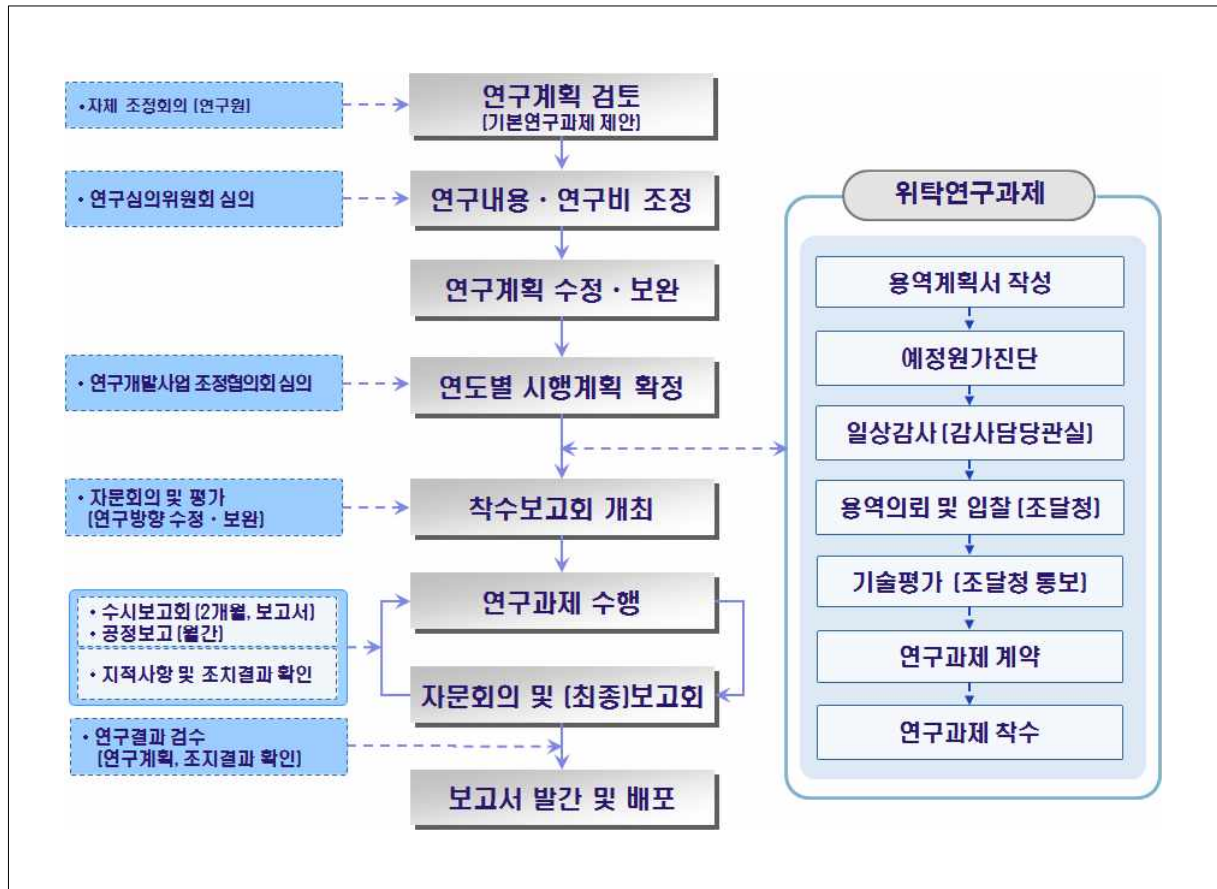 • 자체 조정회의 (연구원)
연구계획 검토
(기본연구과제 제안)
• 연구심의위원회 심의
연구내용 · 연구비 조정
연구계획 수정 · 보완
• 연구개발사업 조정협의회 심의
연도별 시행계획 확정
• 자문회의 및 평가
(연구방향 수정 · 보완)
착수보고회 개최
• 수시보고회 (2개월, 보고서)
• 공정보고 (월간)
• 지적사항 및 조치결과 확인
연구과제 수행
자문회의 및 (최종)보고회
• 연구결과 검수
(연구계획, 조지결과 확인)
보고서 발간 및 배포
위탁연구과제
용역계획서 작성
예정원가진단
일상감사 (감사담당관실)
용역의뢰 및 입찰 (조달청)
기술평가 (조달청 통보)
연구과제 계약
연구과제 착수